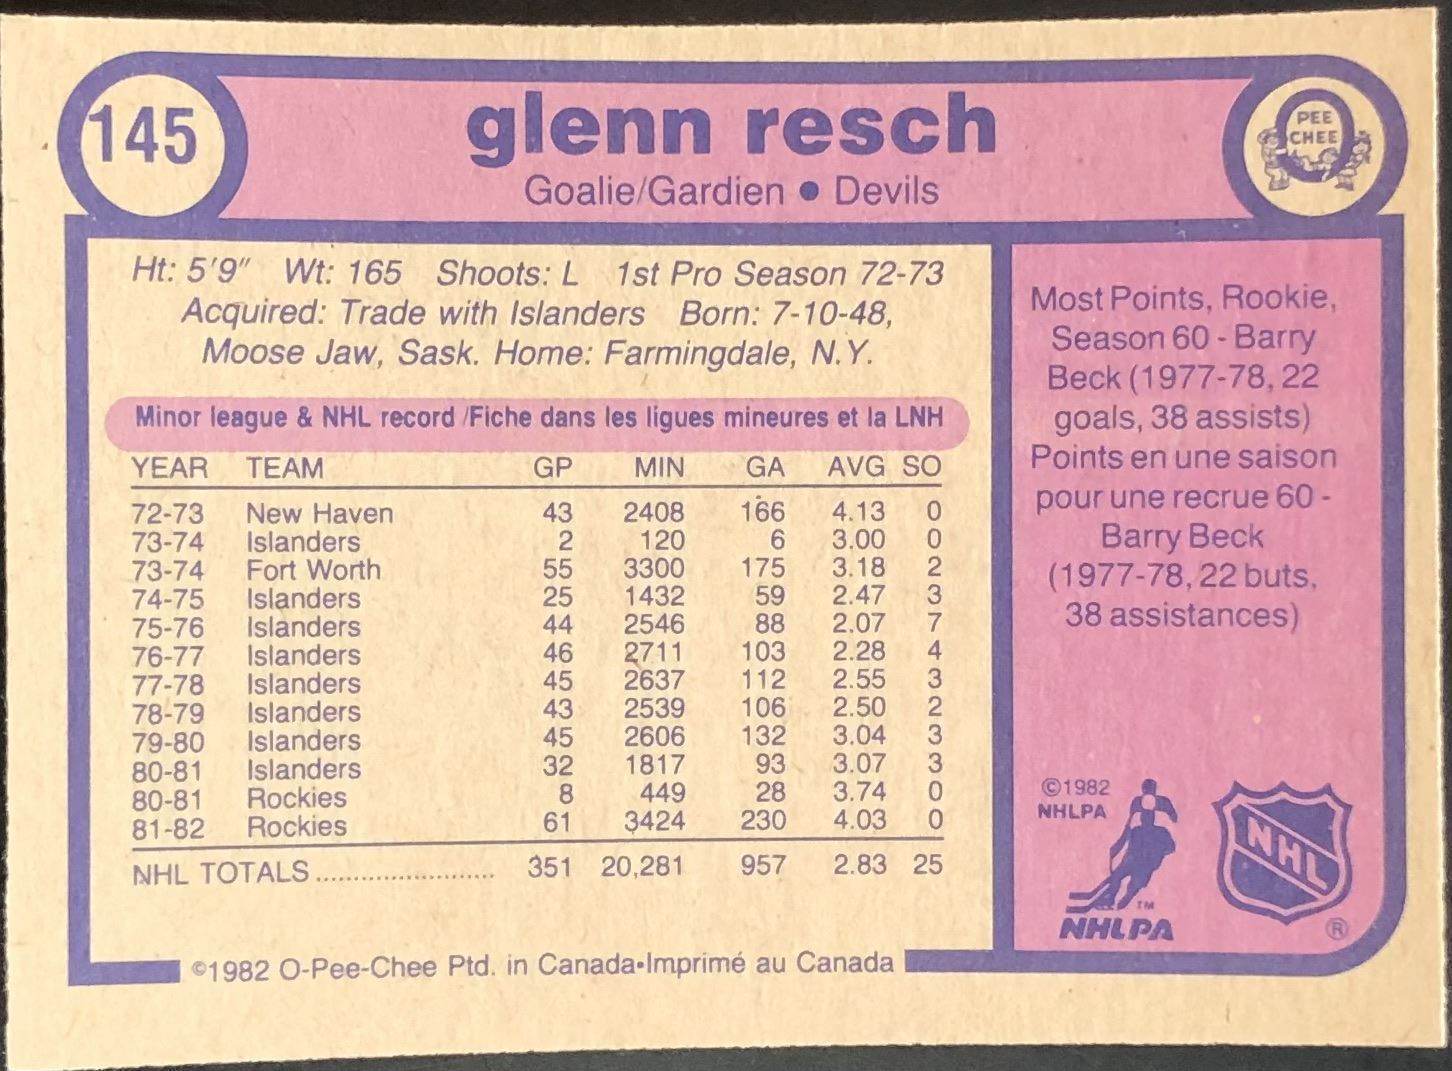 145
glenn resch
Goalie/Gardien • Devils
O
PEE
CHEE
Ht: 5'9" Wt: 165 Shoots: L 1st Pro Season 72-73
Acquired: Trade with Islanders Born: 7-10-48,
Moose Jaw, Sask. Home: Farmingdale, N.Y.
Minor league & NHL record /Fiche dans les ligues mineures et la LNH
YEAR TEAM GP MIN GA AVG SO
72-73 New Haven 43 2408 166 4.13 0
73-74 Islanders 2 120 6 3.00 0
73-74 Fort Worth 55 3300 175 3.18 2
74-75 Islanders 25 1432 59 2.47 3
75-76 Islanders 44 2546 88 2.07 7
76-77 Islanders 46 2711 103 2.28 4
77-78 Islanders 45 2637 112 2.55 3
78-79 Islanders 43 2539 106 2.50 2
79-80 Islanders 45 2606 132 3.04 3
80-81 Islanders 32 1817 93 3.07 3
80-81 Rockies 8 449 28 3.74 0
81-82 Rockies 61 3424 230 4.03 0
NHL TOTALS........................ 351 20,281 957 2.83 25
©1982 O-Pee-Chee Ptd. in Canada•Imprimé au Canada
Most Points, Rookie,
Season 60 - Barry
Beck (1977-78, 22
goals, 38 assists)
Points en une saison
pour une recrue 60 -
Barry Beck
(1977-78, 22 buts,
38 assistances)
©1982
NHLPA
TM
NHLPA
NHL
®